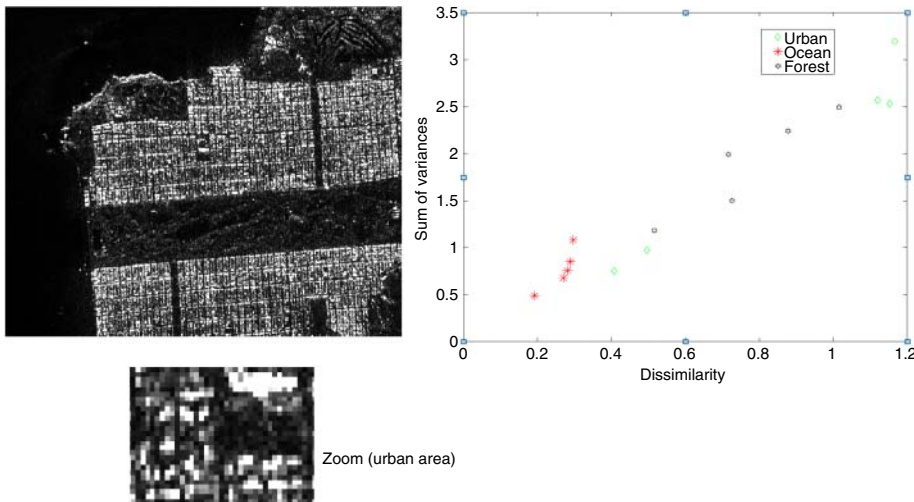 3.5
3
2.5
2
1.5
1
0.5
0
Sum of variances
Urban
Ocean
Forest
0 0.2 0.4 0.6 0.8 1 1.2
Dissimilarity
Zoom (urban area)